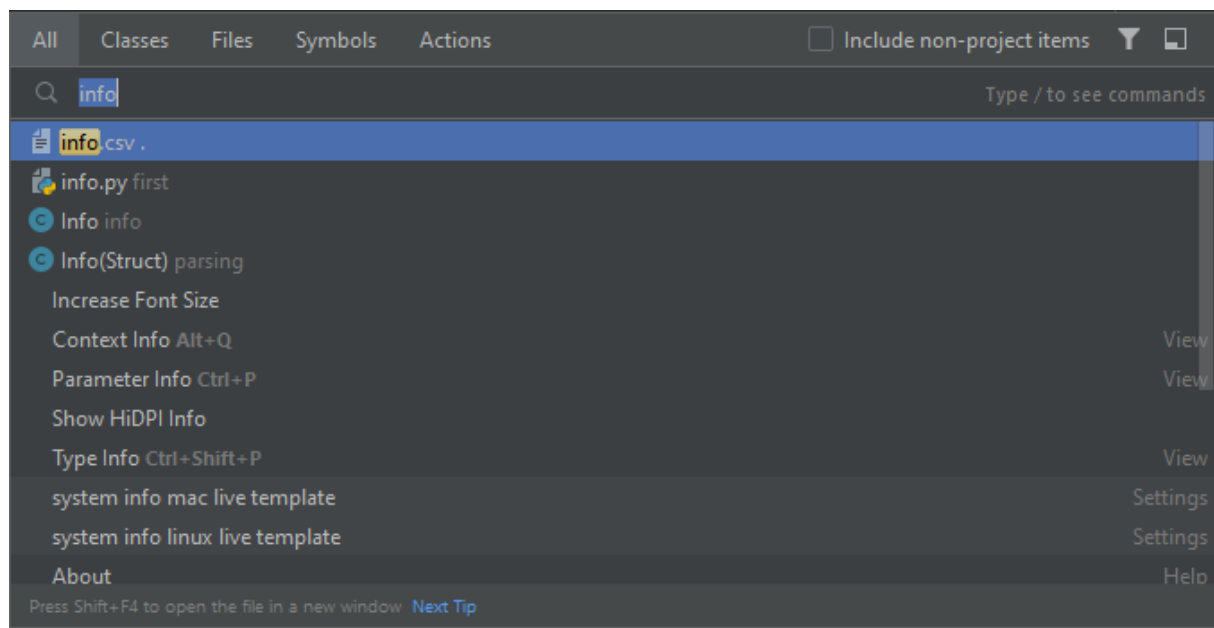 All Classes Files Symbols Actions Include non-project items
info Type / to see commands
info.csv .
info.py first
C Info info
C Info(Struct) parsing
Increase Font Size
Context Info Alt+Q View
Parameter Info Ctrl+P View
Show HiDPI Info
Type Info Ctrl+Shift+P View
system info mac live template Settings
system info linux live template Settings
About Help
Press Shift+F4 to open the file in a new window Next Tip